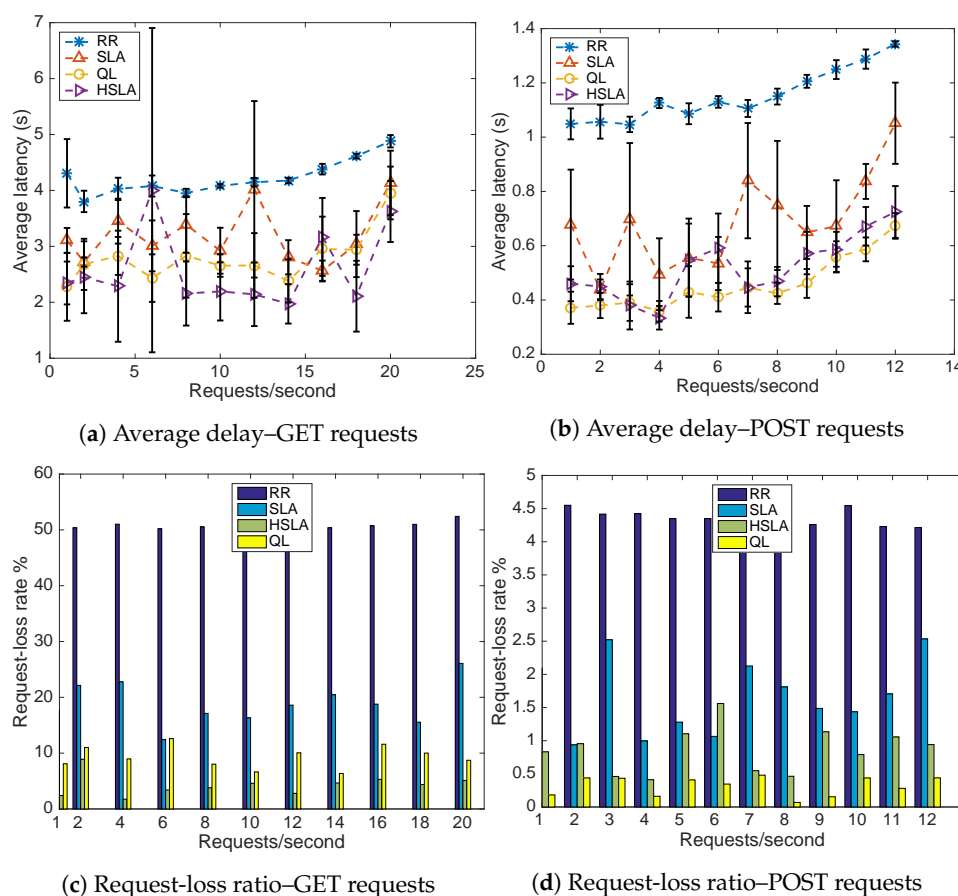 7
6
5
4
3
2
1
0 5 10 15 20 25
Average latency (s)
Requests/second
RR
SLA
QL
HSLA
(a) Average delay–GET requests
1.4
1.2
1
0.8
0.6
0.4
0.2
0 2 4 6 8 10 12 14
Average latency (s)
Requests/second
RR
SLA
QL
HSLA
(b) Average delay–POST requests
60
50
40
30
20
10
0
1 2 4 6 8 10 12 14 16 18 20
Request-loss rate %
Requests/second
RR
SLA
HSLA
QL
(c) Request-loss ratio–GET requests
5
4.5
4
3.5
3
2.5
2
1.5
1
0.5
0
1 2 3 4 5 6 7 8 9 10 11 12
Request-loss rate %
Requests/second
RR
SLA
HSLA
QL
(d) Request-loss ratio–POST requests